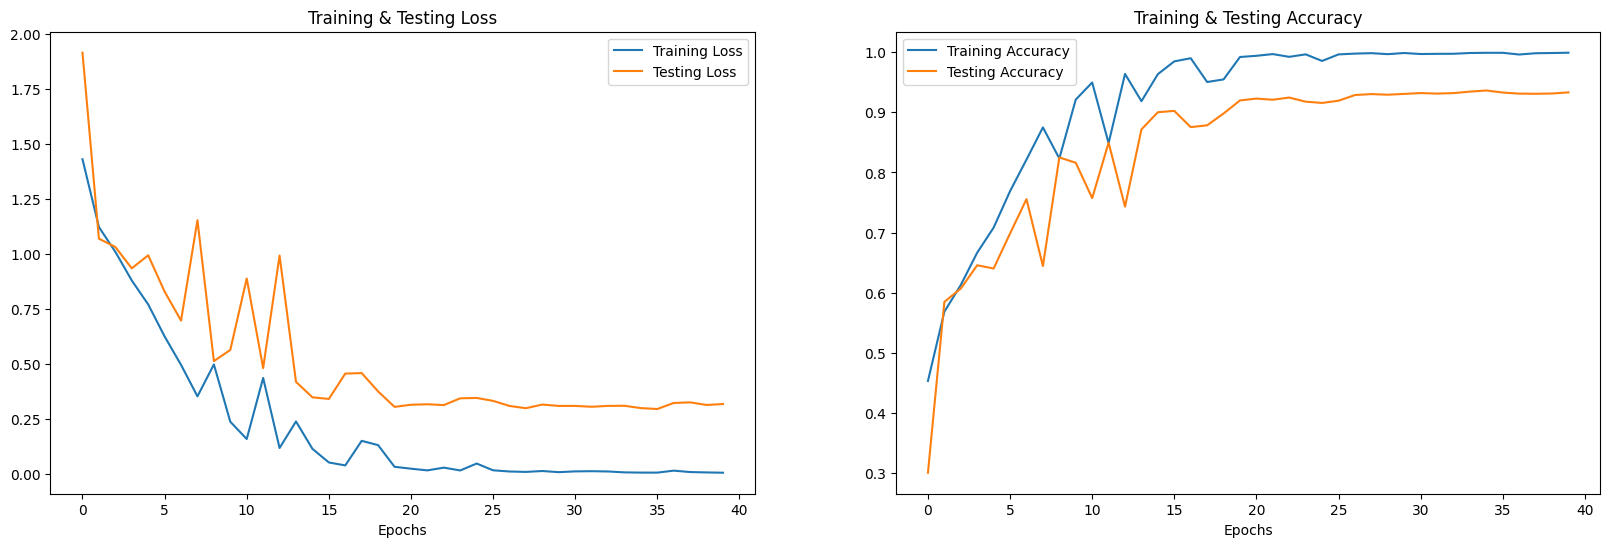 Training & Testing Loss
2.00
1.75
1.50
1.25
1.00
0.75
0.50
0.25
0.00
Training Loss
Testing Loss
0 5 10 15 20 25 30 35 40
Epochs
Training & Testing Accuracy
1.0
0.9
0.8
0.7
0.6
0.5
0.4
0.3
Training Accuracy
Testing Accuracy
0 5 10 15 20 25 30 35 40
Epochs